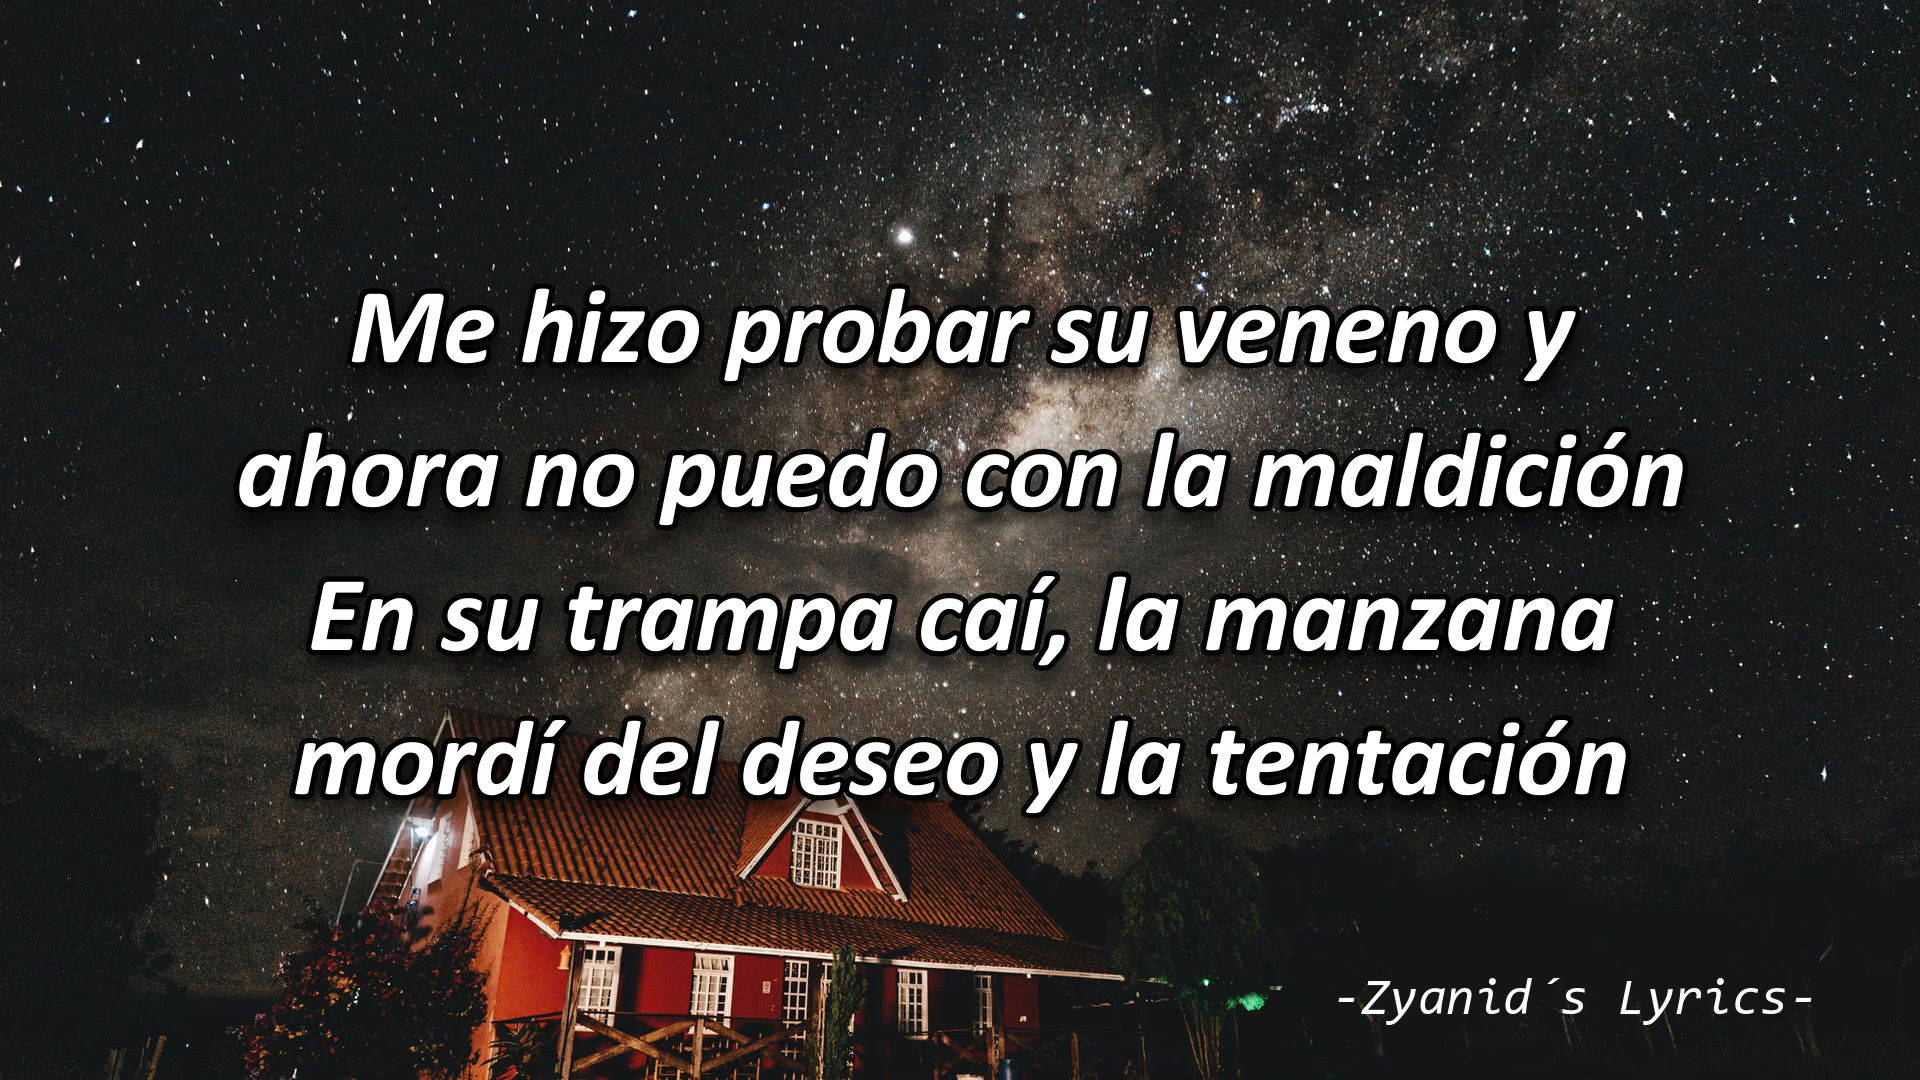 Me hizo probar su veneno y
ahora no puedo con la maldición
En su trampa caí, la manzana
mordí del deseo y la tentación
-Zyanid´s Lyrics-